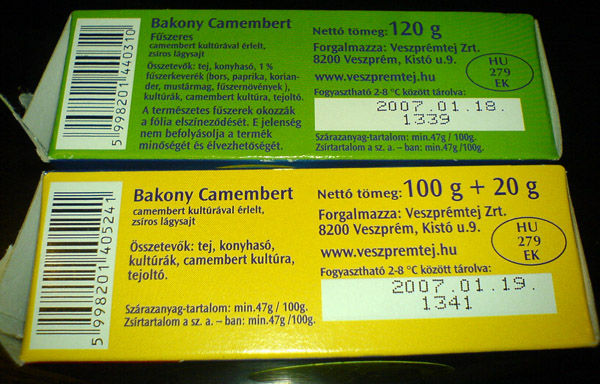 5 998201 440310
Bakony Camembert
Fűszeres
camembert kultúrával érlelt,
zsíros lágysajt
Összetevők: tej, konyhasó, 1 %
fűszerkeverék (bors, paprika, korian-
der, mustármag, fűszernövények ),
kultúrák, camembert kultúra, tejoltó.
A természetes fűszerek okozzák
a fólia elszíneződését. E jelenség
nem befolyásolja a termék
minőségét és élvezhetőségét.
Nettó tömeg: 120 g
Forgalmazza: Veszprémtej Zrt.
8200 Veszprém, Kistó u.9.
www.veszpremtej.hu
HU
279
EK
Fogyasztható 2-8 °C között tárolva:
2007.01.18.
1339
Szárazanyag-tartalom: min.47g / 100g.
Zsírtartalom a sz. a. – ban: min.47g /100g.
5 998201 405241
Bakony Camembert
camembert kultúrával érlelt,
zsíros lágysajt
Összetevők: tej, konyhasó,
kultúrák, camembert kultúra,
tejoltó.
Szárazanyag-tartalom: min.47g / 100g.
Zsírtartalom a sz. a. – ban: min.47g /100g.
Nettó tömeg: 100 g + 20 g
Forgalmazza: Veszprémtej Zrt.
8200 Veszprém, Kistó u.9.
www.veszpremtej.hu
HU
279
EK
Fogyasztható 2-8 °C között tárolva:
2007.01.19.
1341